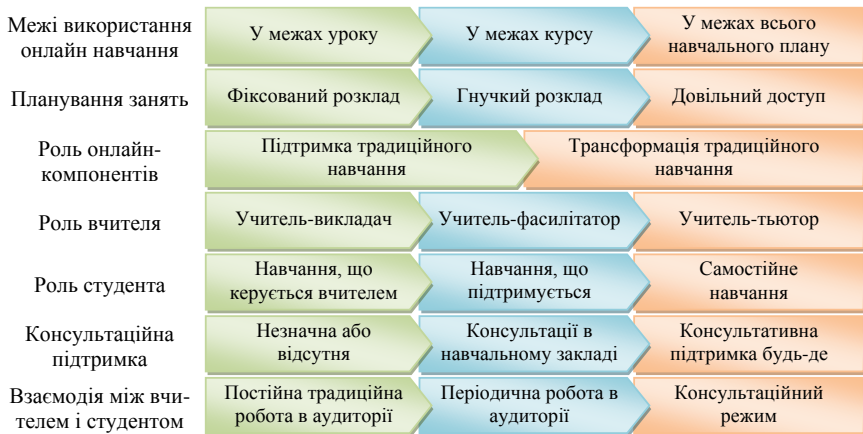 Межі використання
онлайн навчання
У межах уроку
У межах курсу
У межах всього
навчального плану
Планування занять
Фіксований розклад
Гнучкий розклад
Довільний доступ
Роль онлайн-
компонентів
Підтримка традиційного
навчання
Трансформація традиційного
навчання
Роль вчителя
Учитель-викладач
Учитель-фасилітатор
Учитель-тьютор
Роль студента
Навчання, що
керується вчителем
Навчання, що
підтримується
Самостійне
навчання
Консультаційна
підтримка
Незначна або
відсутня
Консультації в
навчальному закладі
Консультативна
підтримка будь-де
Взаємодія між вчи-
телем і студентом
Постійна традиційна
робота в аудиторії
Періодична робота в
аудиторії
Консультаційний
режим